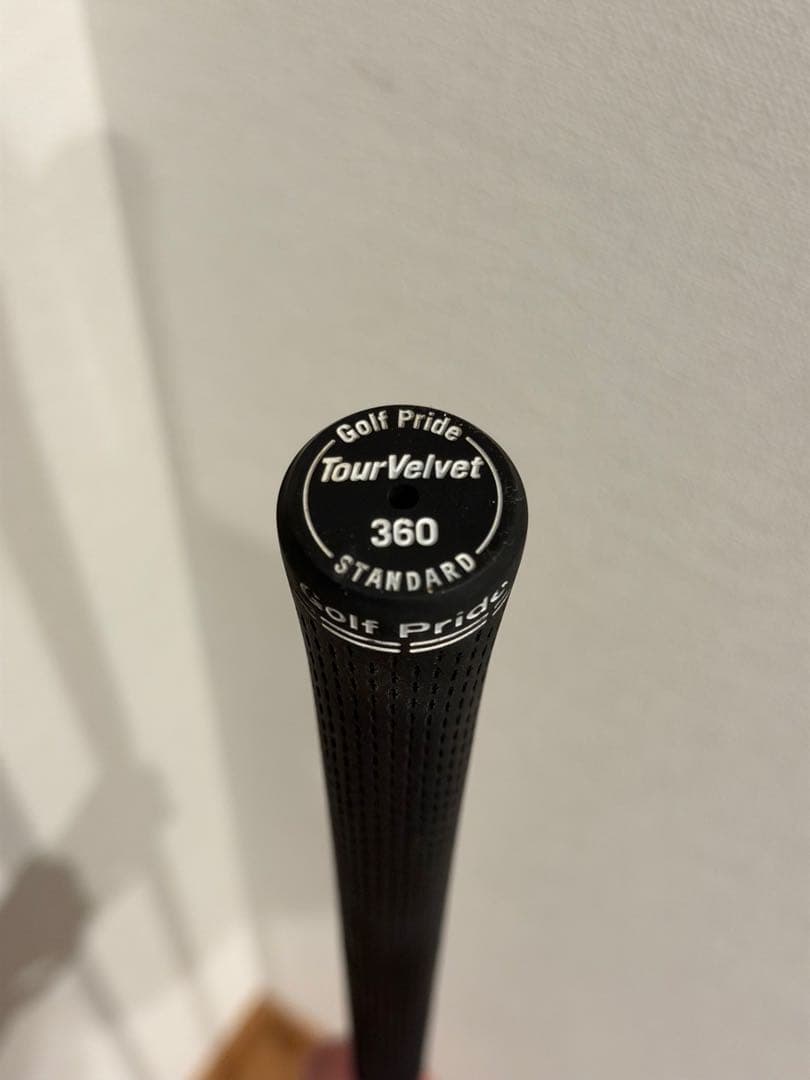 Golf Pride
TourVelvet
360
STANDARD
Golf Pride